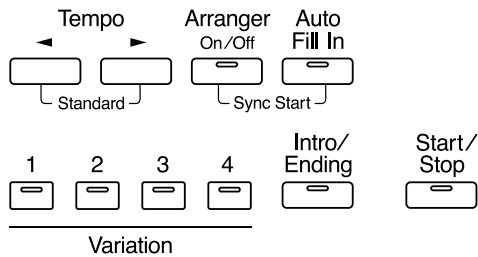 Tempo
Arranger
On/Off
Auto
Fill In
Standard
Sync Start
1 2 3 4
Intro/
Ending
Start/
Stop
Variation